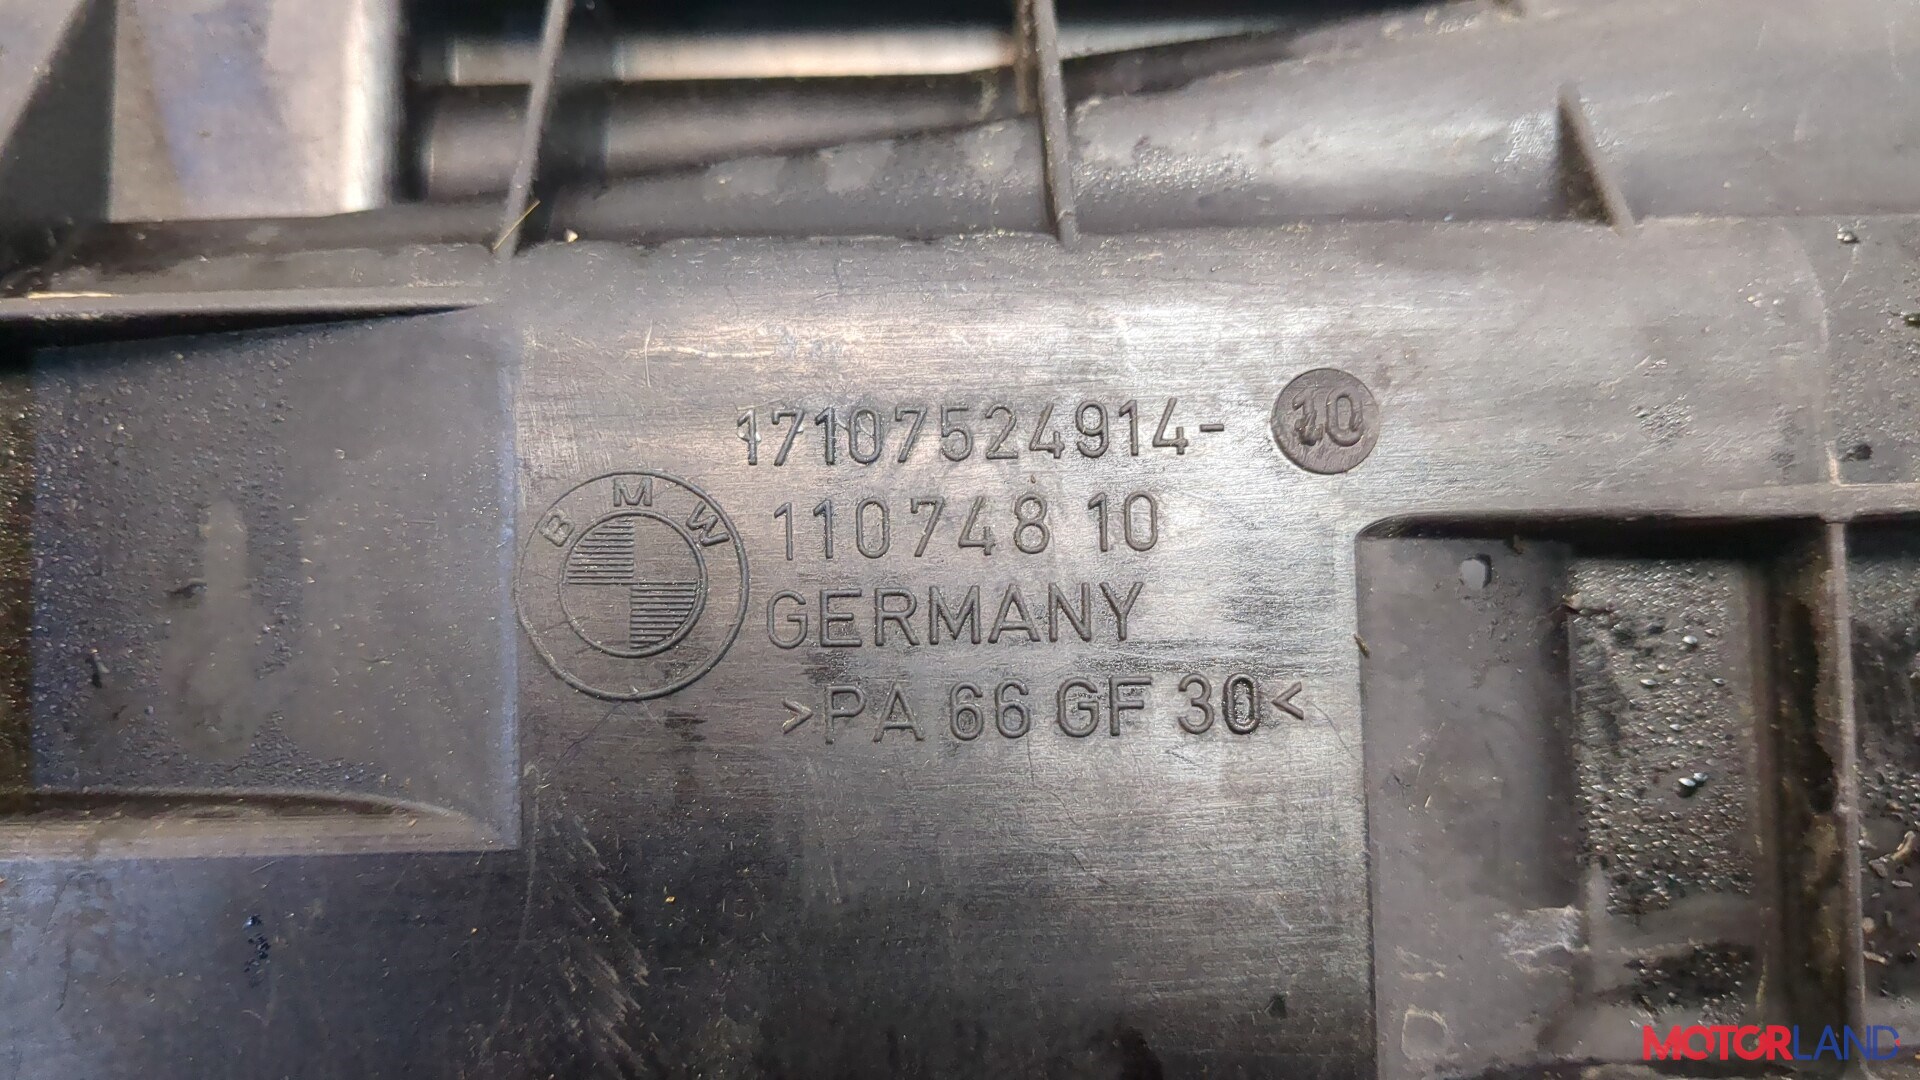 17107524914- 10
110748 10
BMW
GERMANY
>PA 66 GF 30<
MOTORLAND